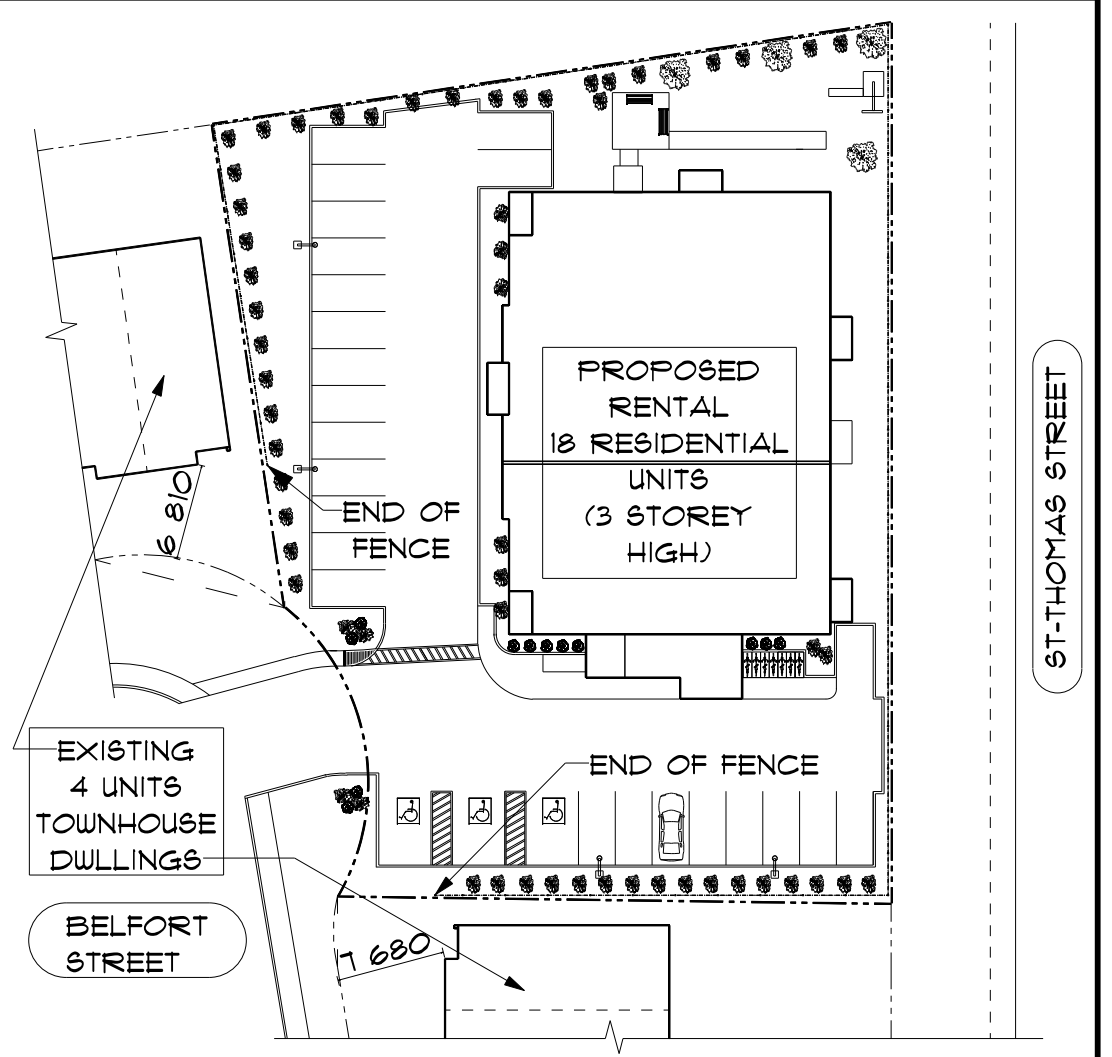 PROPOSED
RENTAL
18 RESIDENTIAL
UNITS
(3 STOREY
HIGH)
ST-THOMAS STREET
6 810
END OF
FENCE
EXISTING
4 UNITS
TOWNHOUSE
DWLLINGS
END OF FENCE
BELFORT
STREET
7 680